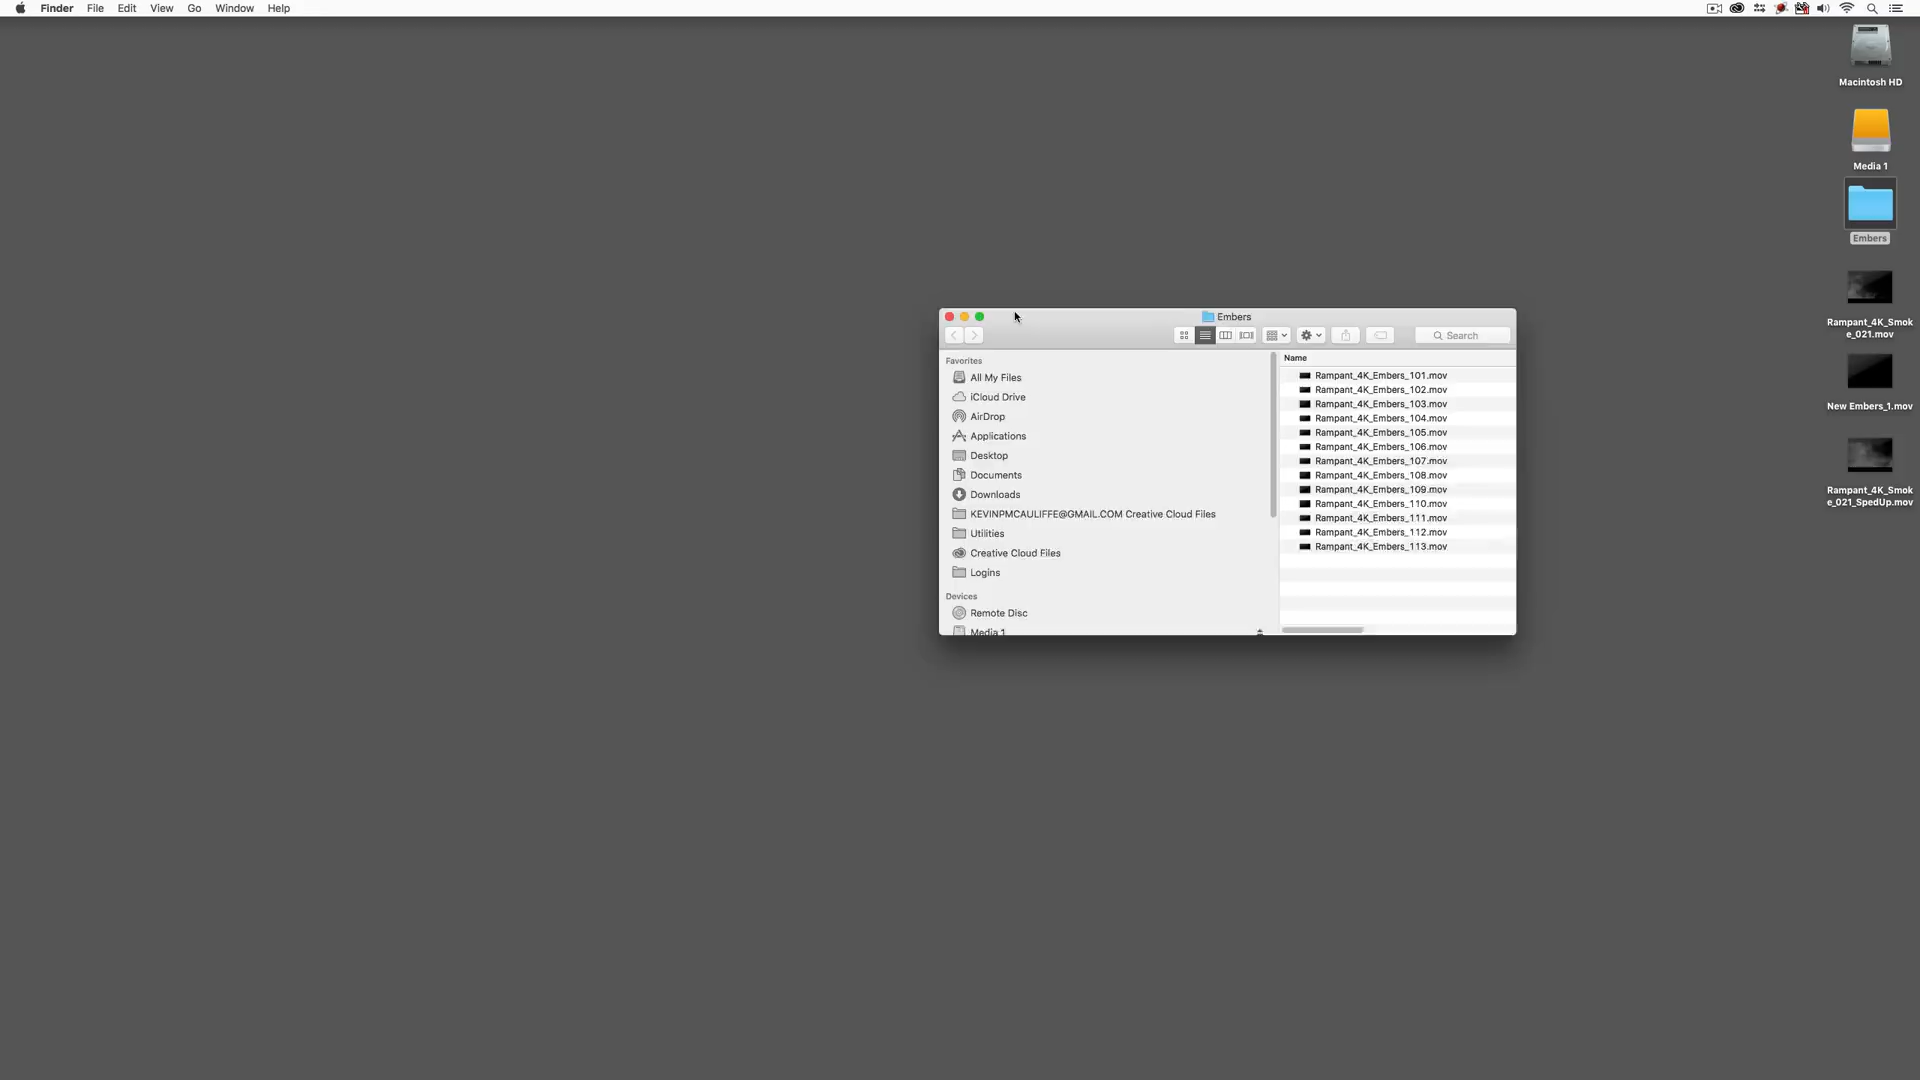 Finder File Edit View Go Window Help
Macintosh HD
Media 1
Embers
Rampant_4K_Smok
e_021.mov
New Embers_1.mov
Rampant_4K_Smok
e_021_SpedUp.mov
Embers
Search
Favorites
All My Files
iCloud Drive
AirDrop
Applications
Desktop
Documents
Downloads
KEVINPMCAULIFFE@GMAIL.COM Creative Cloud Files
Utilities
Creative Cloud Files
Logins
Devices
Remote Disc
Media 1
Name
Rampant_4K_Embers_101.mov
Rampant_4K_Embers_102.mov
Rampant_4K_Embers_103.mov
Rampant_4K_Embers_104.mov
Rampant_4K_Embers_105.mov
Rampant_4K_Embers_106.mov
Rampant_4K_Embers_107.mov
Rampant_4K_Embers_108.mov
Rampant_4K_Embers_109.mov
Rampant_4K_Embers_110.mov
Rampant_4K_Embers_111.mov
Rampant_4K_Embers_112.mov
Rampant_4K_Embers_113.mov